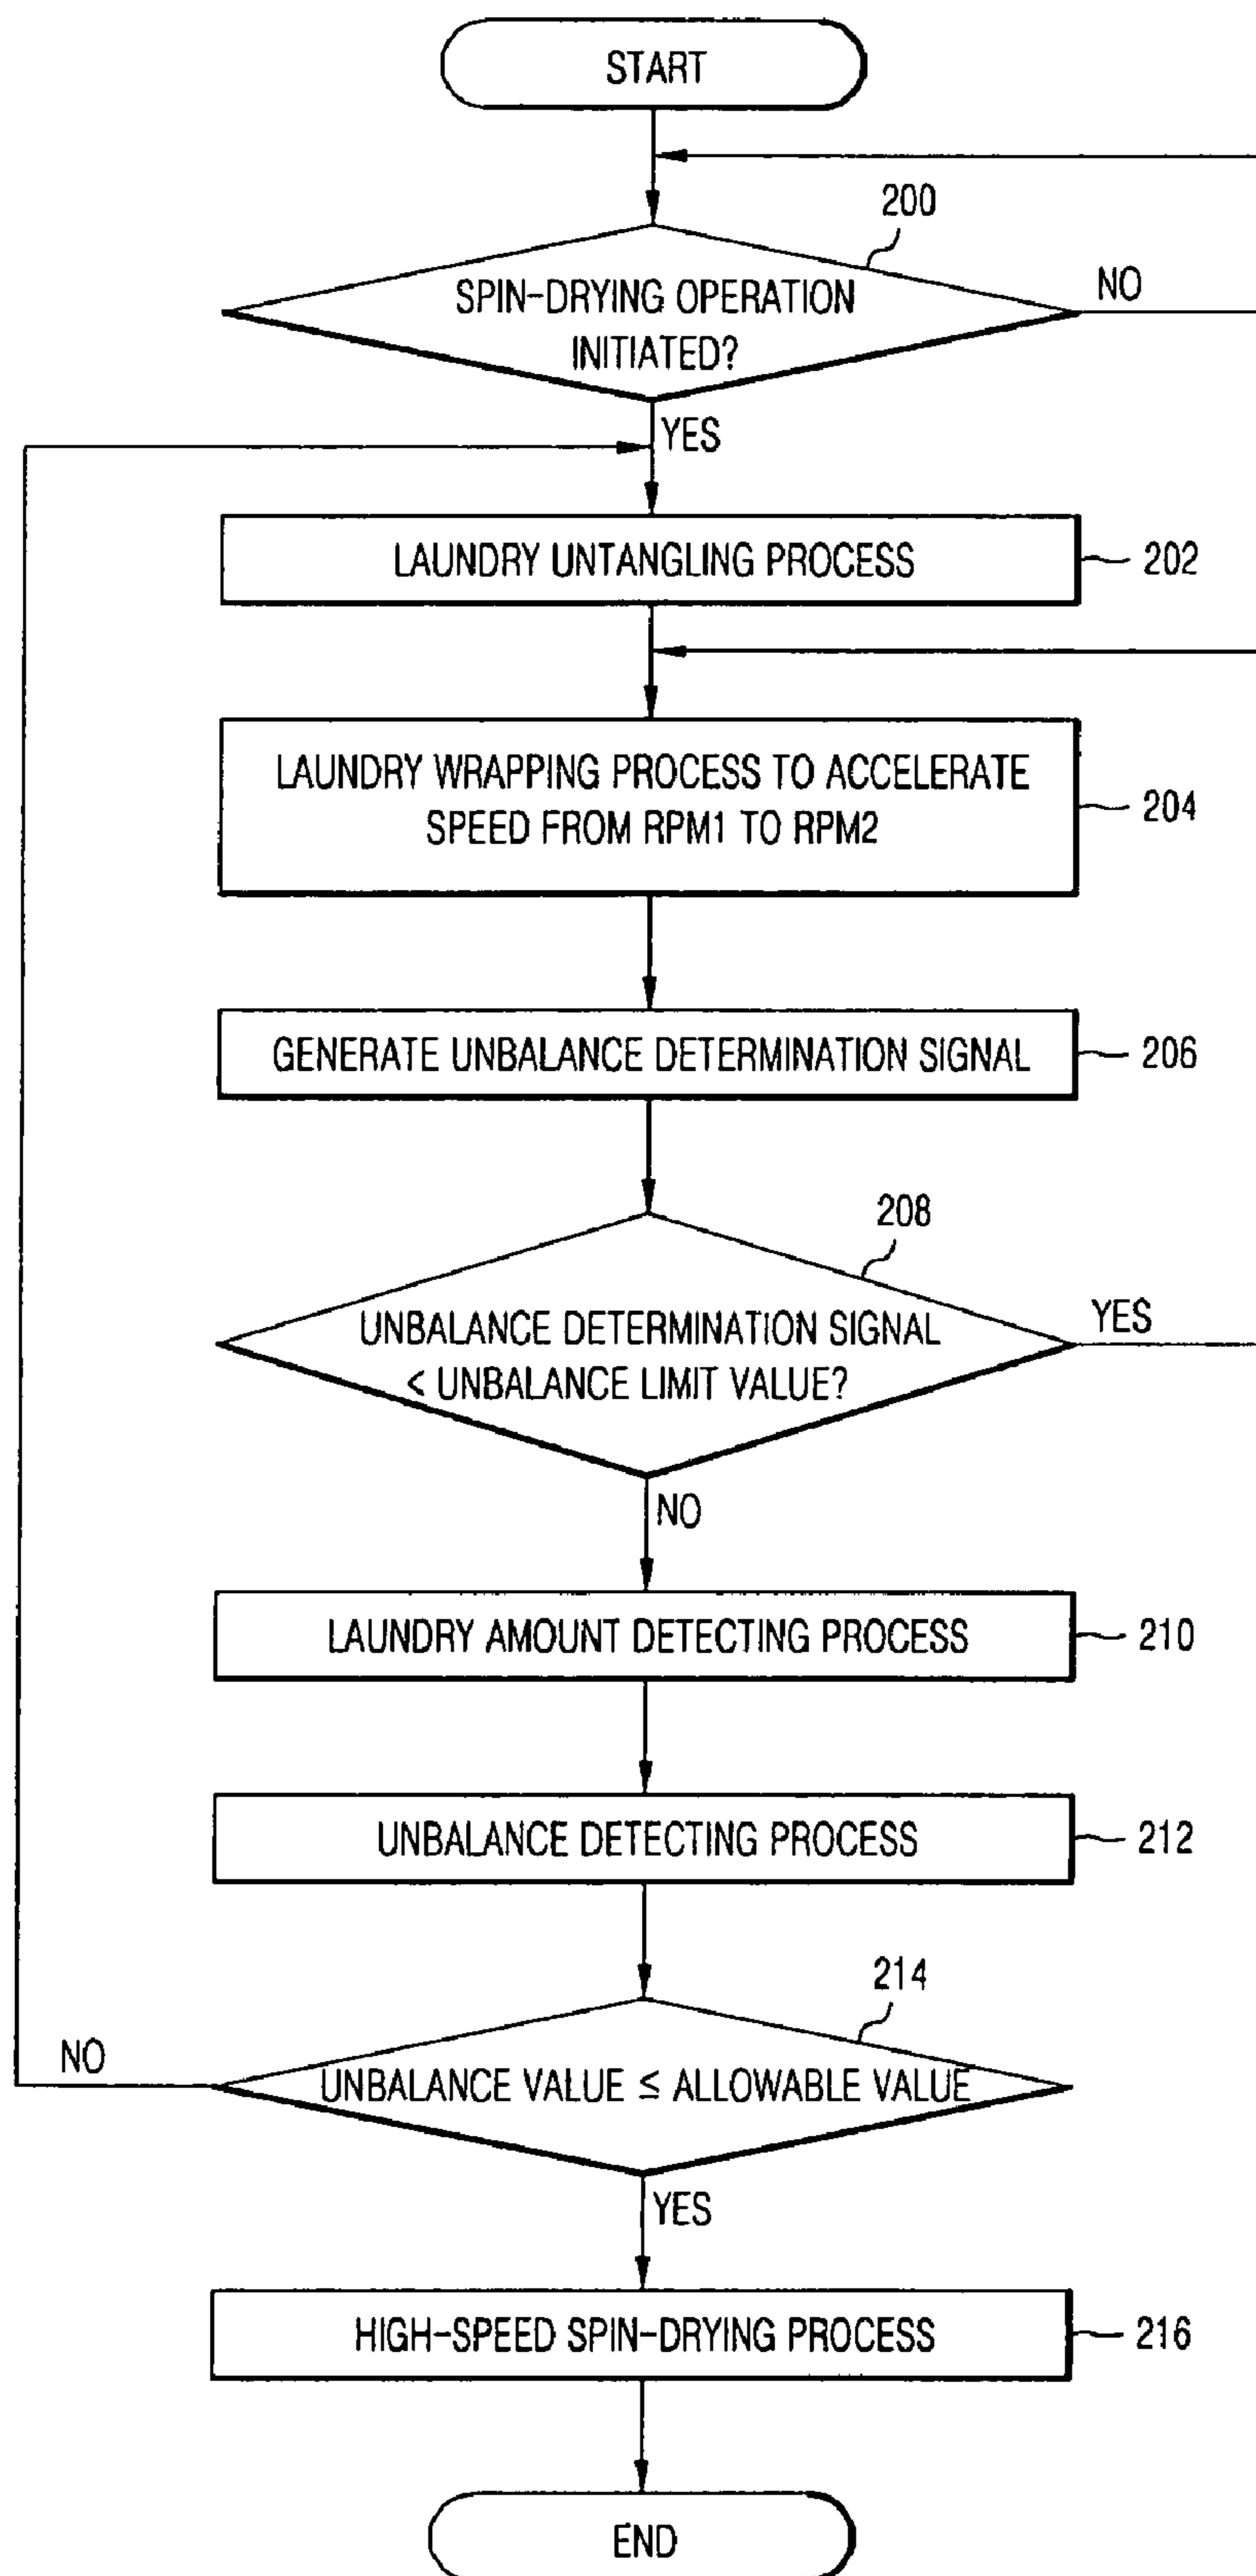 START
200
SPIN-DRYING OPERATION
INITIATED?
NO
YES
LAUNDRY UNTANGLING PROCESS
202
LAUNDRY WRAPPING PROCESS TO ACCELERATE
SPEED FROM RPM1 TO RPM2
204
GENERATE UNBALANCE DETERMINATION SIGNAL
206
208
UNBALANCE DETERMINATION SIGNAL
< UNBALANCE LIMIT VALUE?
YES
NO
LAUNDRY AMOUNT DETECTING PROCESS
210
UNBALANCE DETECTING PROCESS
212
214
NO
UNBALANCE VALUE ≤ ALLOWABLE VALUE
YES
HIGH-SPEED SPIN-DRYING PROCESS
216
END